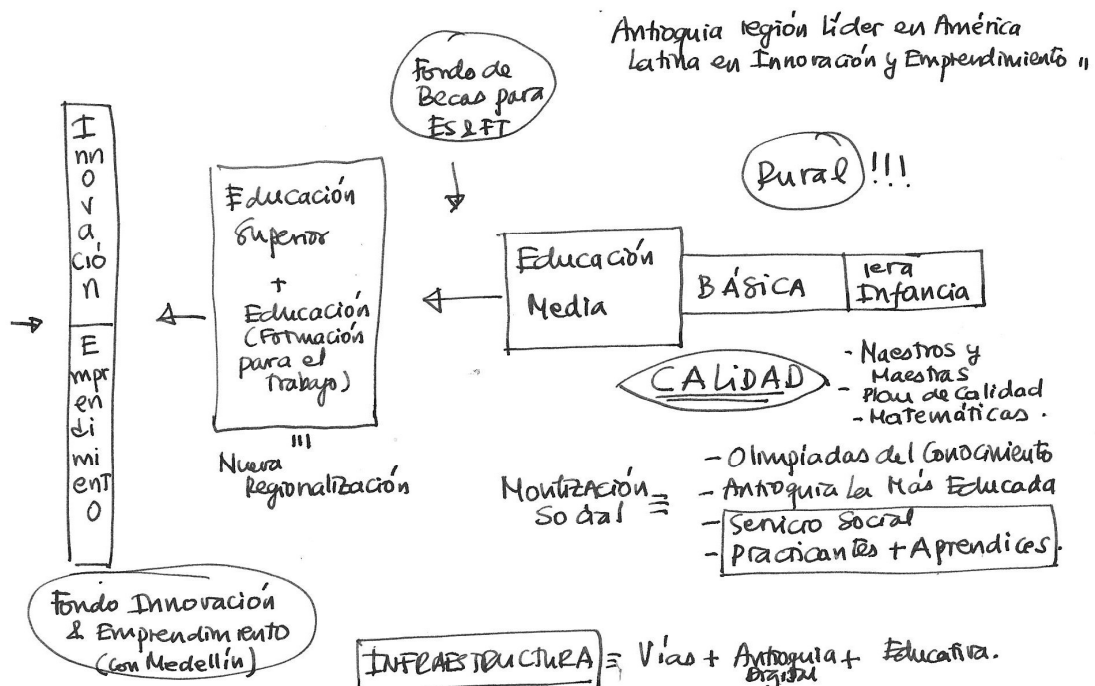 Antioquia región Líder en América
Latina en Innovación y Emprendimiento "
Fondo de
Becas para
ES & FT
Rural !!!
Innovación
Emprendimiento
Educación
Superior
+
Educación
(Formación
para el
trabajo)
Nueva
Regionalización
Educación
Media
BÁSICA
1era
Infancia
CALIDAD
- Maestros y
Maestras
- Plan de Calidad
- Matemáticas.
Movilización
Social ≡
- Olimpiadas del Conocimiento
- Antioquia La Más Educada
- Servicio Social
- Practicantes + Aprendices.
Fondo Innovación
& Emprendimiento
(con Medellín)
INFRAESTRUCTURA ≡ Vías + Antioquia + Educativa.
Digital